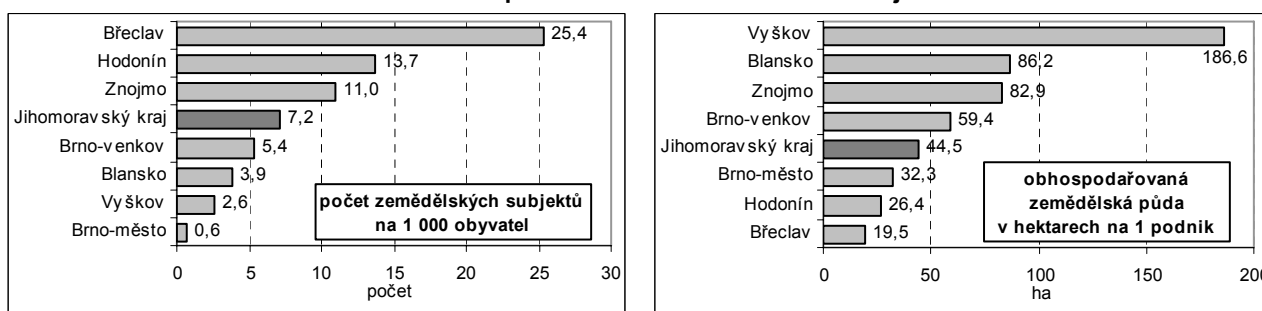 Břeclav 25,4
Hodonín 13,7
Znojmo 11,0
Jihomoravský kraj 7,2
Brno-venkov 5,4
Blansko 3,9
Vyškov 2,6
Brno-město 0,6
počet zemědělských subjektů
na 1 000 obyvatel
0 5 10 15 20 25 30
počet
Vyškov 186,6
Blansko 86,2
Znojmo 82,9
Brno-venkov 59,4
Jihomoravský kraj 44,5
Brno-město 32,3
Hodonín 26,4
Břeclav 19,5
obhospodařovaná
zemědělská půda
v hektarech na 1 podnik
0 50 100 150 200
ha